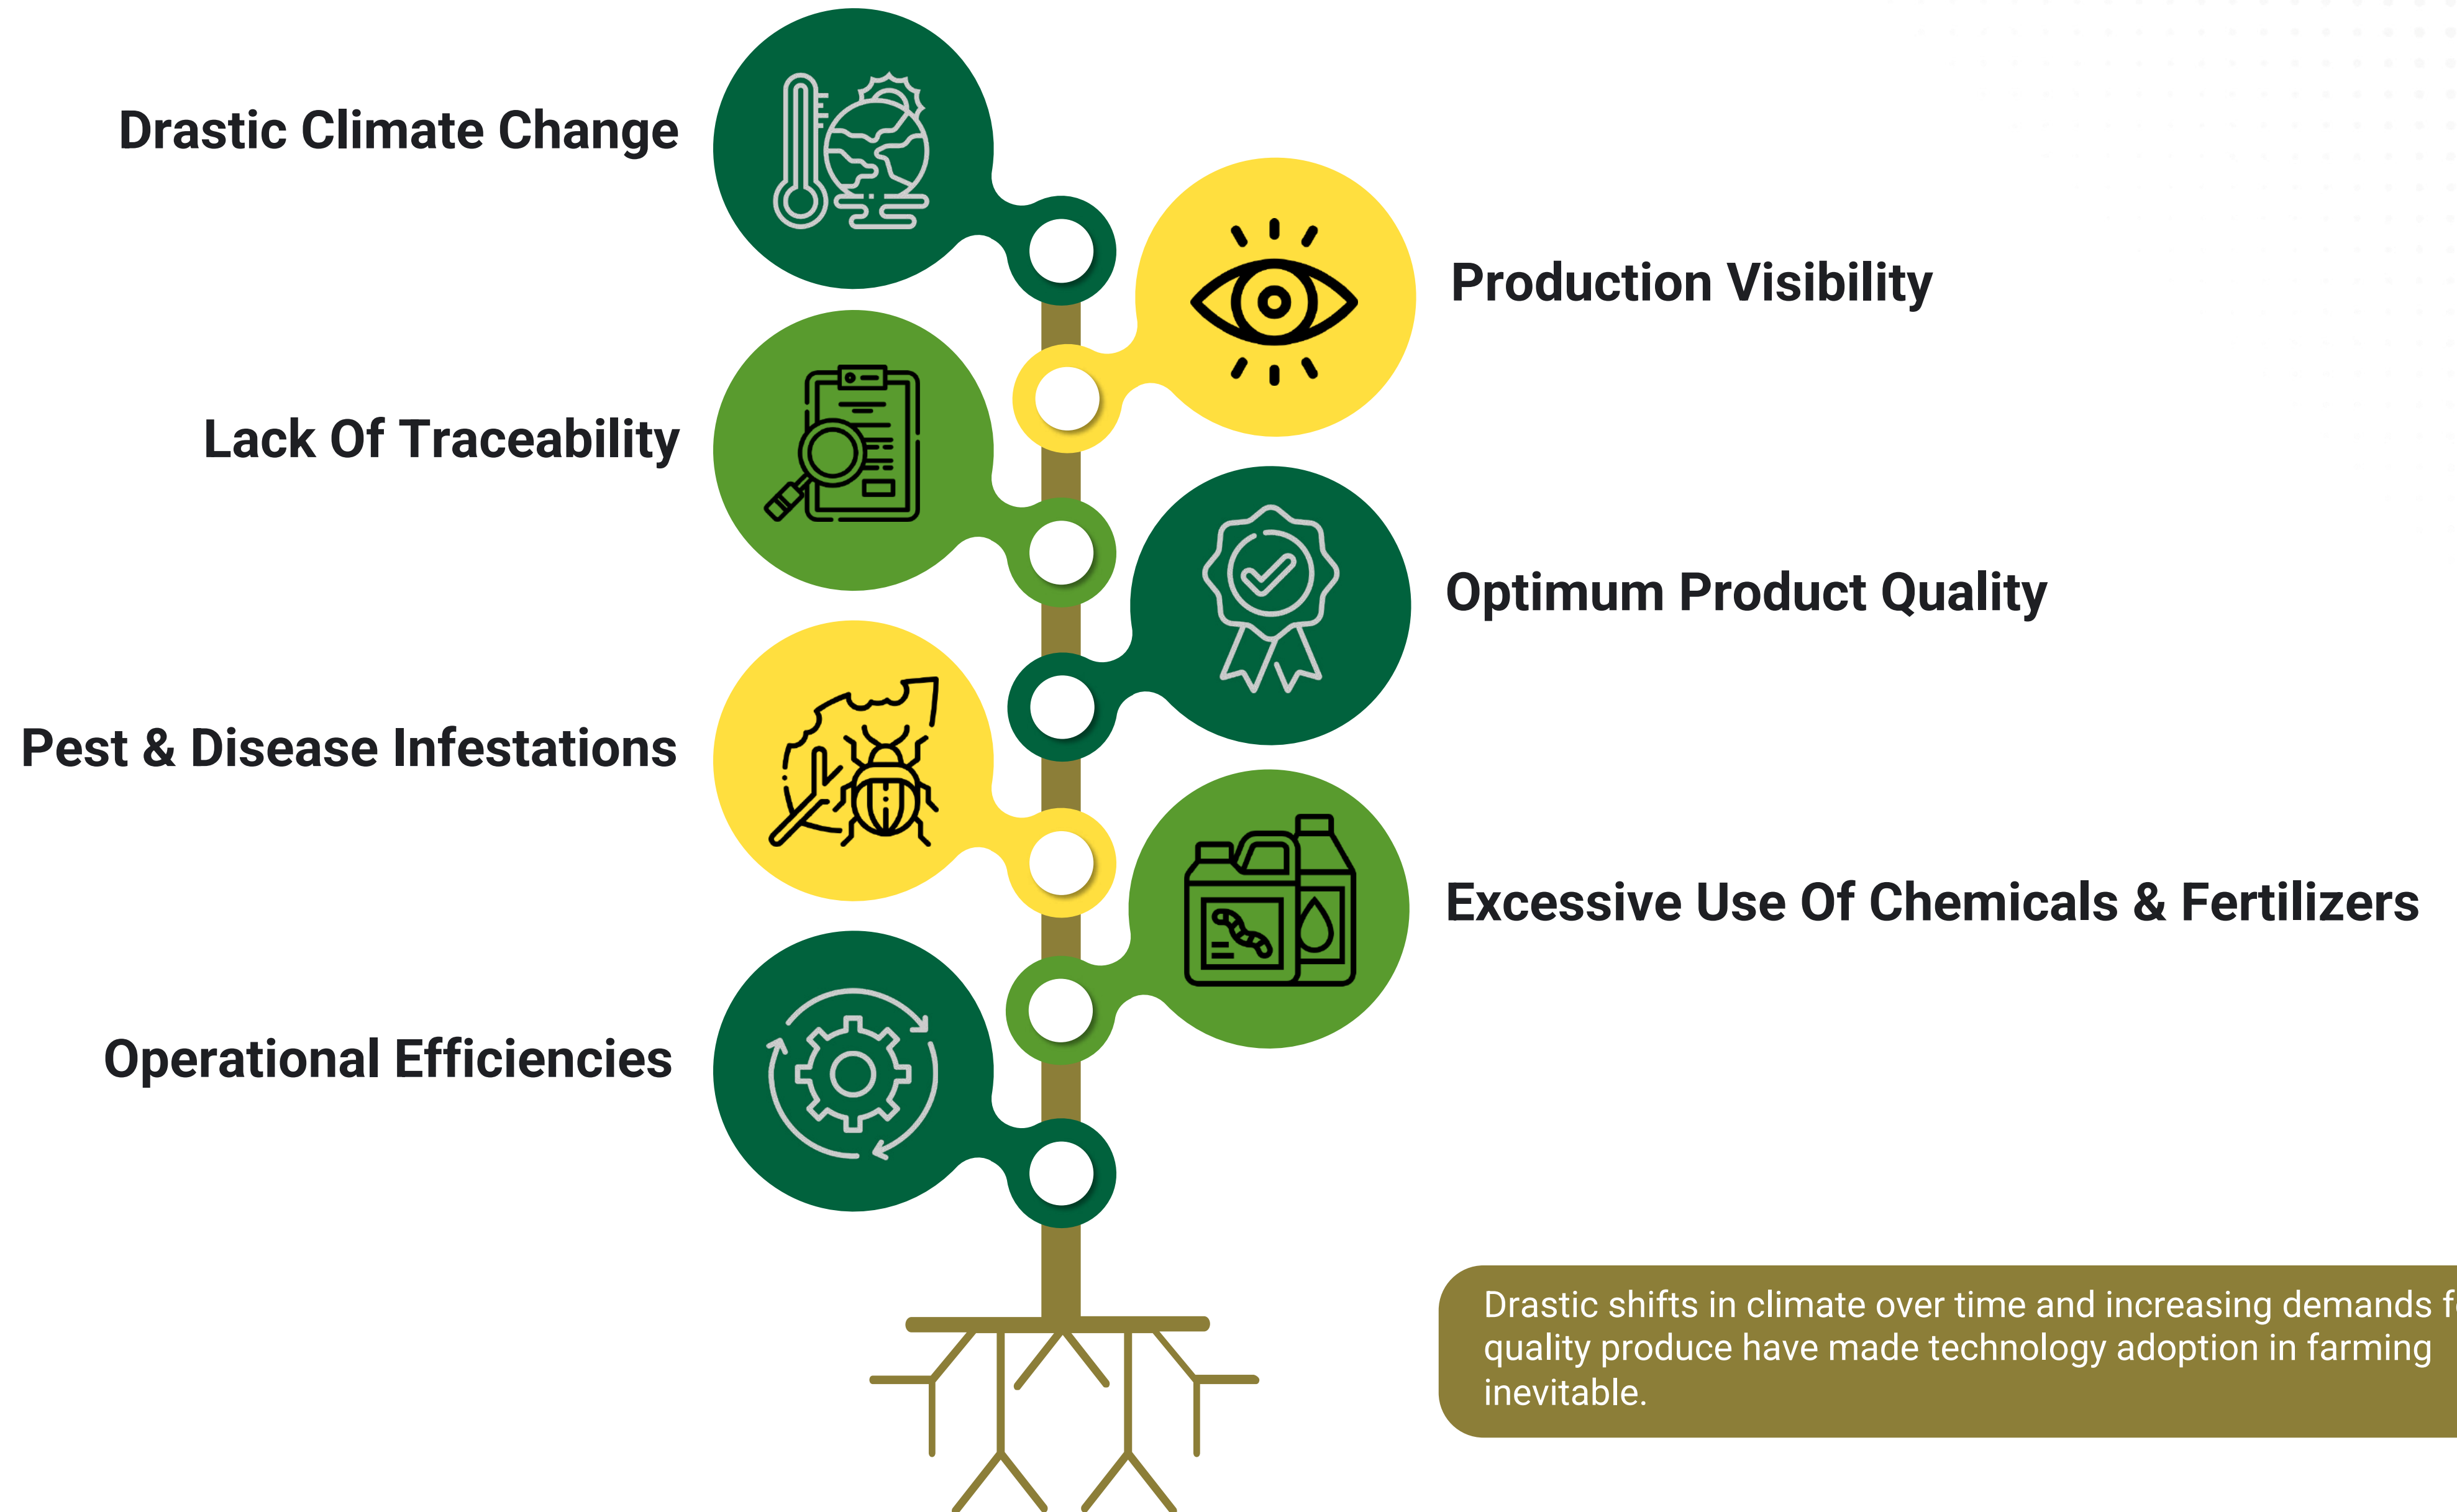 Drastic Climate Change
Production Visibility
Lack Of Traceability
Optimum Product Quality
Pest & Disease Infestations
Excessive Use Of Chemicals & Fertilizers
Operational Efficiencies
Drastic shifts in climate over time and increasing demands
quality produce have made technology adoption in farming
inevitable.